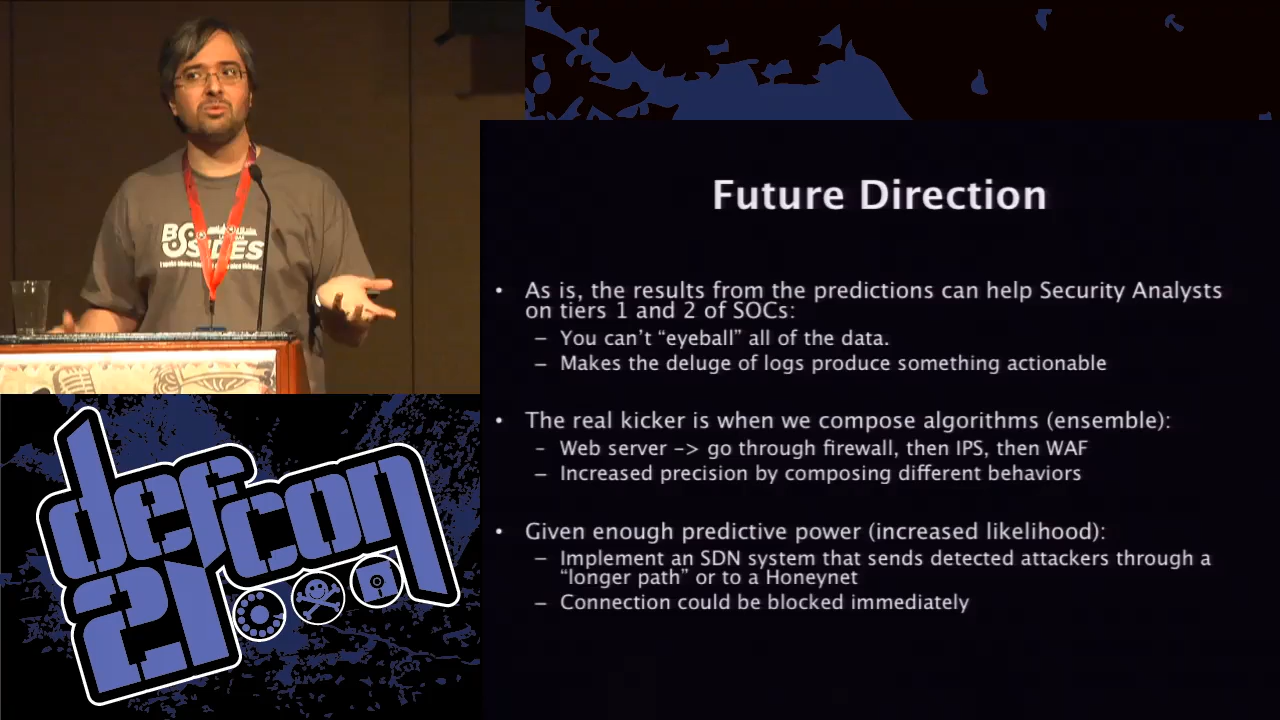 Future Direction
• As is, the results from the predictions can help Security Analysts
on tiers 1 and 2 of SOCs:
– You can’t “eyeball” all of the data.
– Makes the deluge of logs produce something actionable
• The real kicker is when we compose algorithms (ensemble):
- Web server -> go through firewall, then IPS, then WAF
– Increased precision by composing different behaviors
• Given enough predictive power (increased likelihood):
– Implement an SDN system that sends detected attackers through a
“longer path” or to a Honeynet
– Connection could be blocked immediately
BSIDES
defcon
21